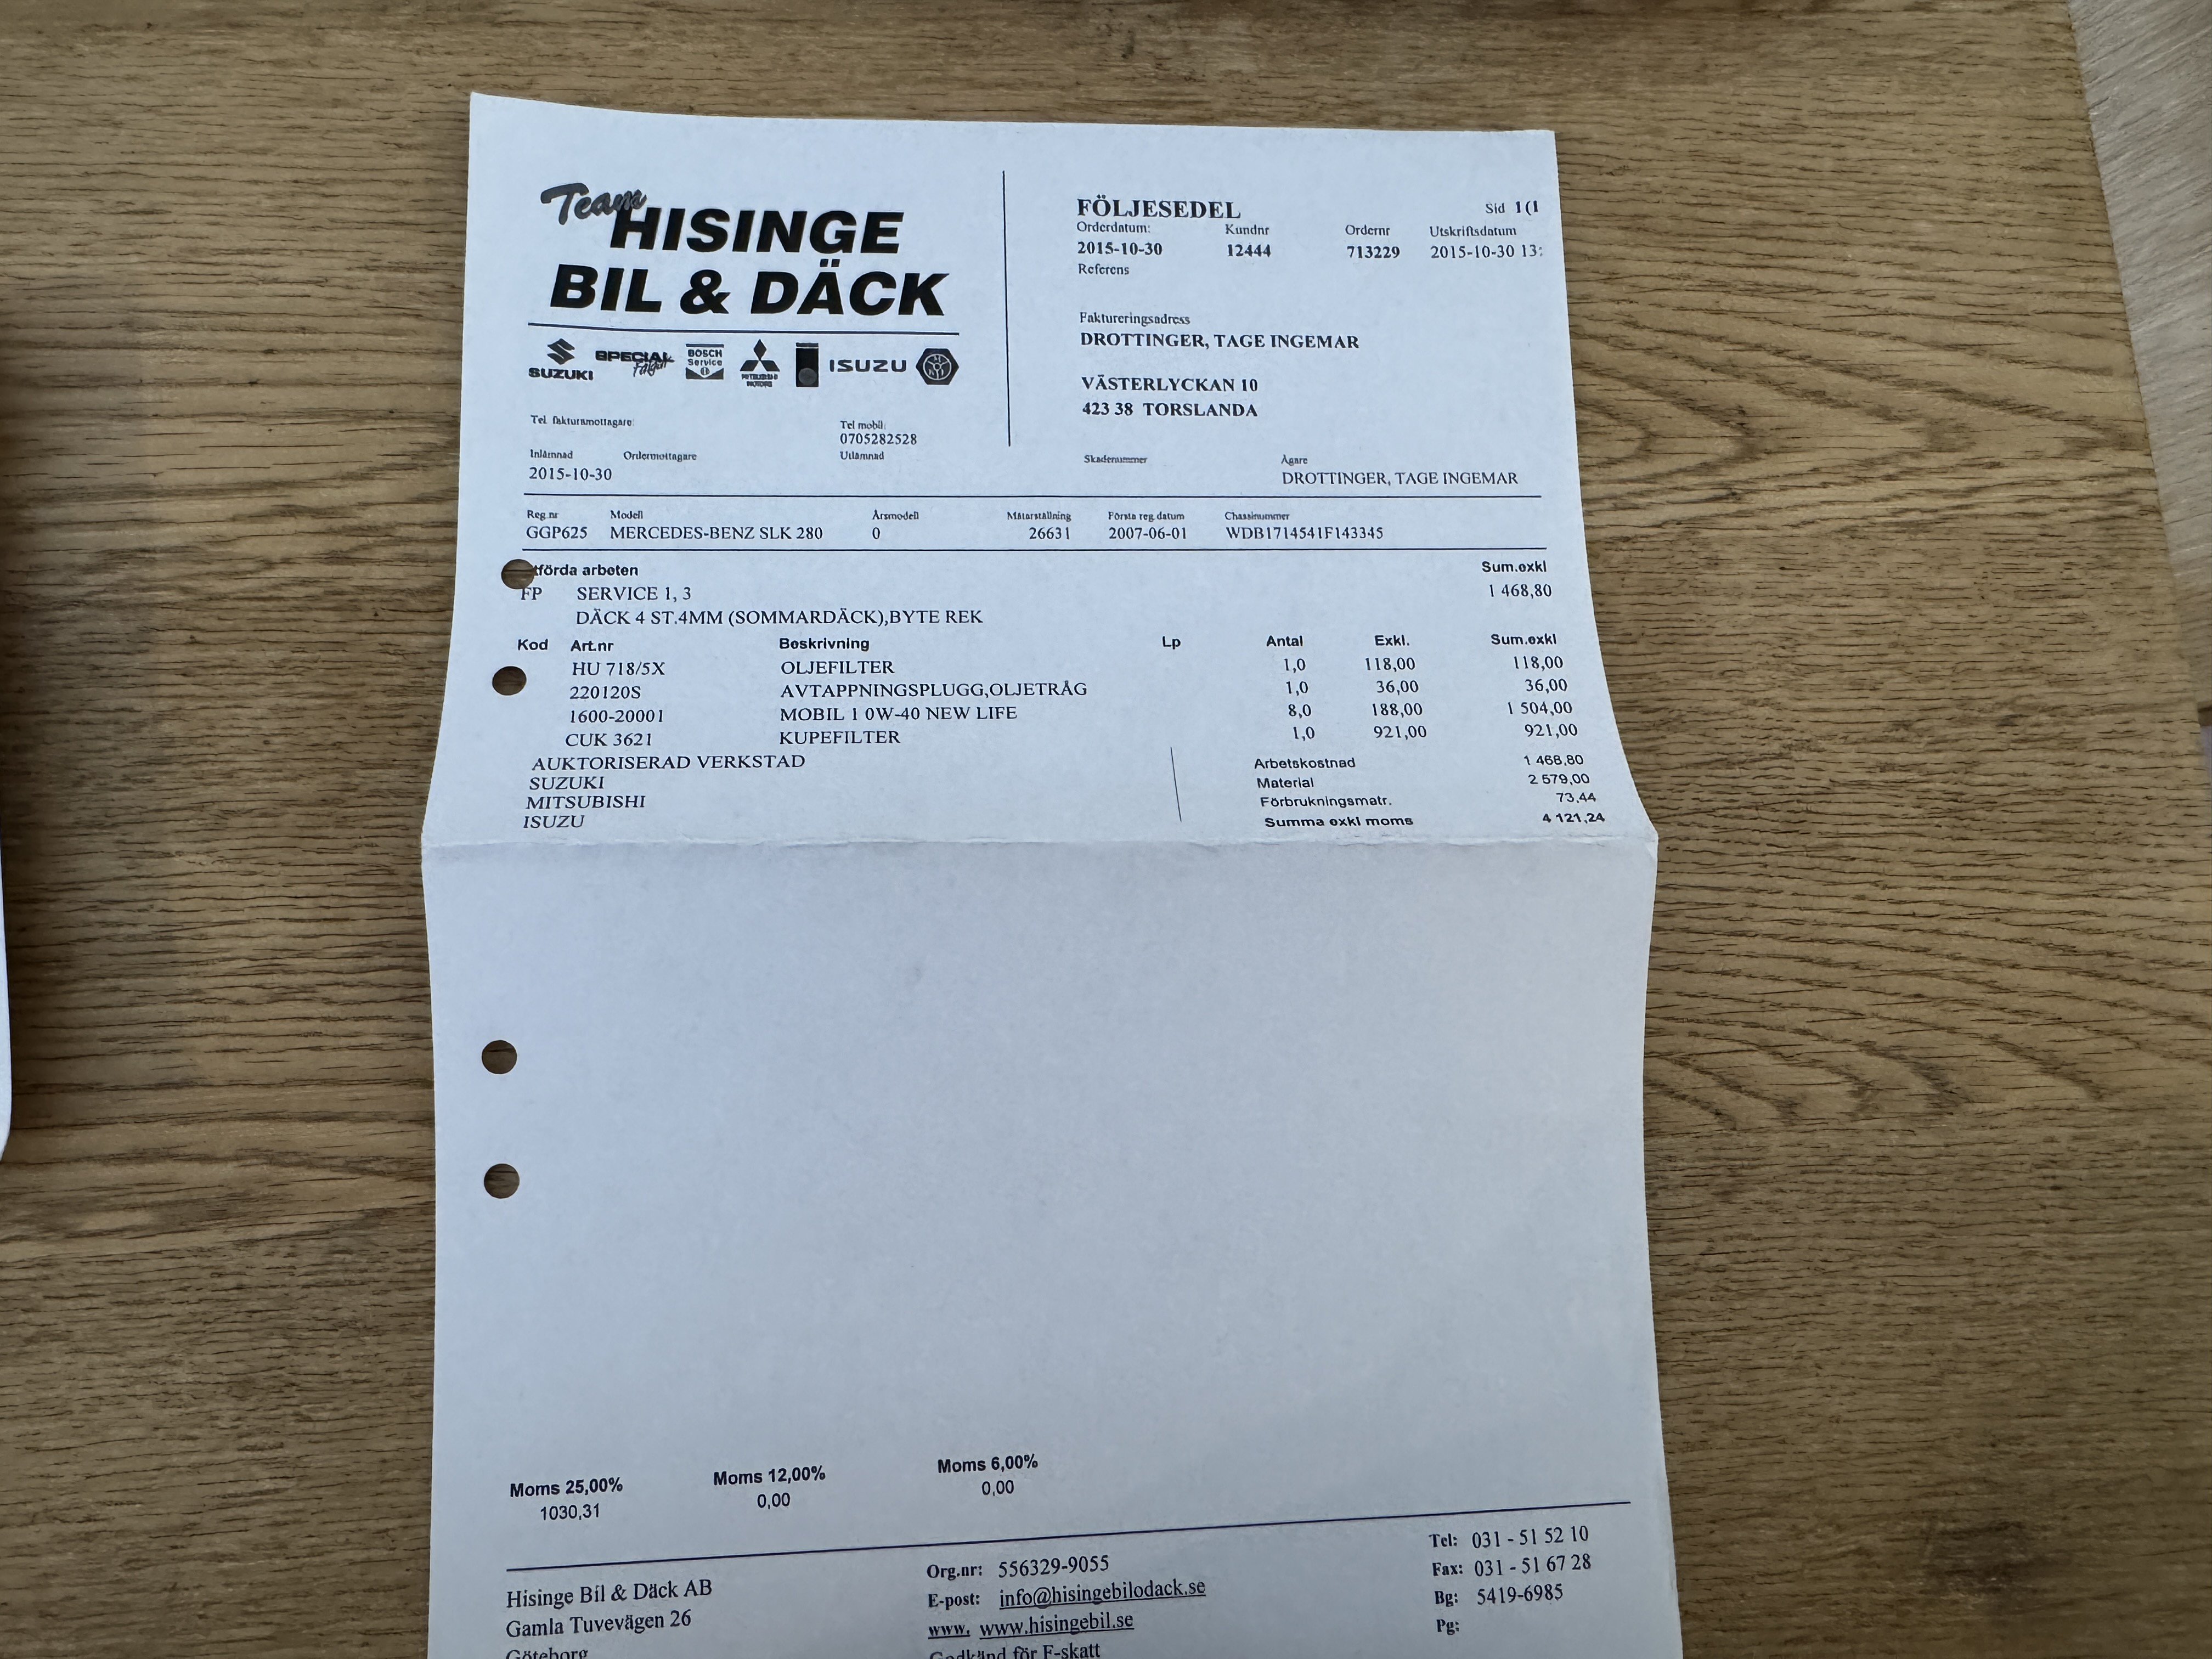 Team
HISINGE
BIL & DÄCK
SUZUKI SPECIAL Fälgar BOSCH Service MITSUBISHI MOTORS ISUZU
FÖLJESEDEL Sid 1(1
Orderdatum: Kundnr Ordernr Utskriftsdatum
2015-10-30 12444 713229 2015-10-30 13:
Referens
Faktureringsadress
DROTTINGER, TAGE INGEMAR
VÄSTERLYCKAN 10
423 38 TORSLANDA
Tel. fakturamottagare: Tel mobil:
0705282528
Inlämnad Ordermottagare Utlämnad Skadenummer Ägare
2015-10-30 DROTTINGER, TAGE INGEMAR
Reg.nr Modell Årsmodell Mätarställning Första reg.datum Chassinummer
GGP625 MERCEDES-BENZ SLK 280 0 26631 2007-06-01 WDB1714541F143345
tförda arbeten Sum.exkl
FP SERVICE 1, 3 1 468,80
DÄCK 4 ST.4MM (SOMMARDÄCK),BYTE REK
Kod Art.nr Beskrivning Lp Antal Exkl. Sum.exkl
HU 718/5X OLJEFILTER 1,0 118,00 118,00
220120S AVTAPPNINGSPLUGG,OLJETRÅG 1,0 36,00 36,00
1600-20001 MOBIL 1 0W-40 NEW LIFE 8,0 188,00 1 504,00
CUK 3621 KUPEFILTER 1,0 921,00 921,00
AUKTORISERAD VERKSTAD Arbetskostnad 1 468,80
SUZUKI Material 2 579,00
MITSUBISHI Förbrukningsmatr. 73,44
ISUZU Summa exkl moms 4 121,24
Moms 25,00% Moms 12,00% Moms 6,00%
1030,31 0,00 0,00
Hisinge Bil & Däck AB Org.nr: 556329-9055 Tel: 031 - 51 52 10
Gamla Tuvevägen 26 E-post: info@hisingebilodack.se Fax: 031 - 51 67 28
Göteborg www. www.hisingebil.se Bg: 5419-6985
Godkänd för F-skatt Pg: